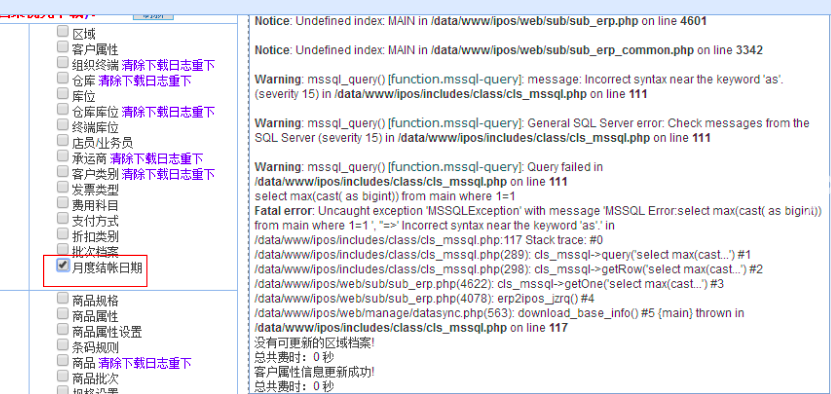 区域
客户属性
组织终端 清除下载日志重下
仓库 清除下载日志重下
库位
仓库库位 清除下载日志重下
终端库位
店员/业务员
承运商 清除下载日志重下
客户类别 清除下载日志重下
发票类型
费用科目
支付方式
折扣类别
批次档案
月度结帐日期
商品规格
商品属性
商品属性设置
条码规则
商品 清除下载日志重下
商品批次
Notice: Undefined index: MAIN in /data/www/ipos/web/sub/sub_erp.php on line 4601
Notice: Undefined index: MAIN in /data/www/ipos/web/sub/sub_erp_common.php on line 3342
Warning: mssql_query() [function.mssql-query]: message: Incorrect syntax near the keyword 'as'.
(severity 15) in /data/www/ipos/includes/class/cls_mssql.php on line 111
Warning: mssql_query() [function.mssql-query]: General SQL Server error: Check messages from the
SQL Server (severity 15) in /data/www/ipos/includes/class/cls_mssql.php on line 111
Warning: mssql_query() [function.mssql-query]: Query failed in
/data/www/ipos/includes/class/cls_mssql.php on line 111
select max(cast( as bigint)) from main where 1=1
Fatal error: Uncaught exception 'MSSQLException' with message 'MSSQL Error:select max(cast( as bigint))
from main where 1=1 ', "=>' Incorrect syntax near the keyword 'as'.' in
/data/www/ipos/includes/class/cls_mssql.php:117 Stack trace: #0
/data/www/ipos/includes/class/cls_mssql.php(289): cls_mssql->query('select max(cast...') #1
/data/www/ipos/includes/class/cls_mssql.php(298): cls_mssql->getRow('select max(cast...') #2
/data/www/ipos/web/sub/sub_erp.php(4622): cls_mssql->getOne('select max(cast...') #3
/data/www/ipos/web/sub/sub_erp.php(4078): erp2ipos_jzrq() #4
/data/www/ipos/web/manage/datasync.php(563): download_base_info() #5 {main} thrown in
/data/www/ipos/includes/class/cls_mssql.php on line 117
没有可更新的区域档案!
总共费时：0 秒
客户属性信息更新成功!
总共费时：0 秒